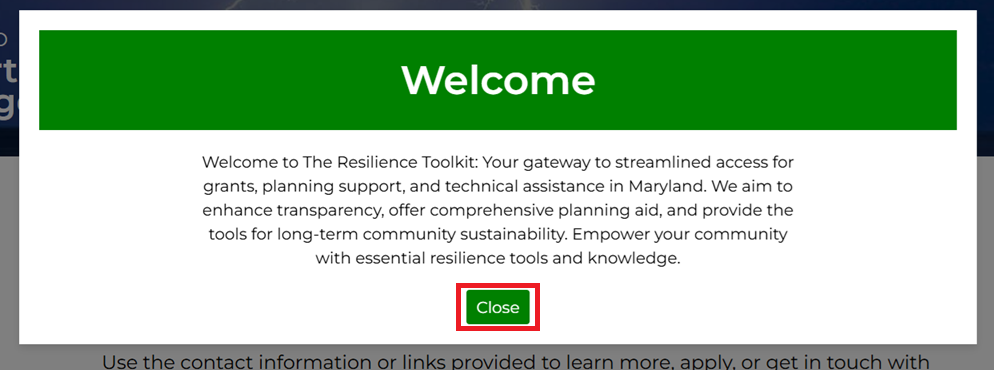 Welcome
Welcome to The Resilience Toolkit: Your gateway to streamlined access for
grants, planning support, and technical assistance in Maryland. We aim to
enhance transparency, offer comprehensive planning aid, and provide the
tools for long-term community sustainability. Empower your community
with essential resilience tools and knowledge.
Close
Use the contact information or links provided to learn more, apply, or get in touch with